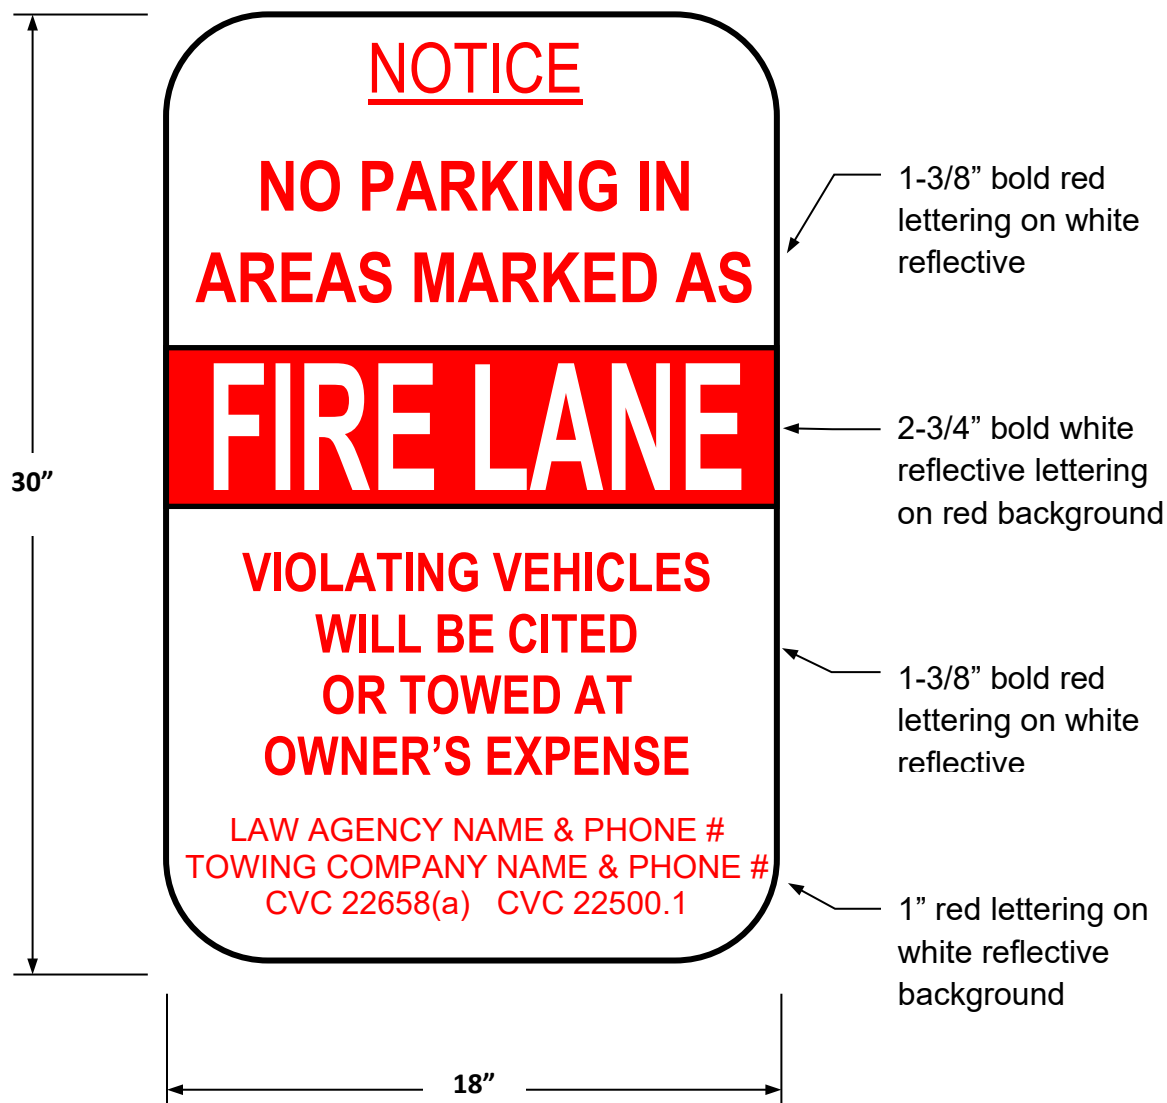 NOTICE
NO PARKING IN
AREAS MARKED AS
FIRE LANE
VIOLATING VEHICLES
WILL BE CITED
OR TOWED AT
OWNER’S EXPENSE
LAW AGENCY NAME & PHONE #
TOWING COMPANY NAME & PHONE #
CVC 22658(a) CVC 22500.1
30”
18”
1-3/8” bold red
lettering on white
reflective
2-3/4” bold white
reflective lettering
on red background
1-3/8” bold red
lettering on white
reflective
1” red lettering on
white reflective
background